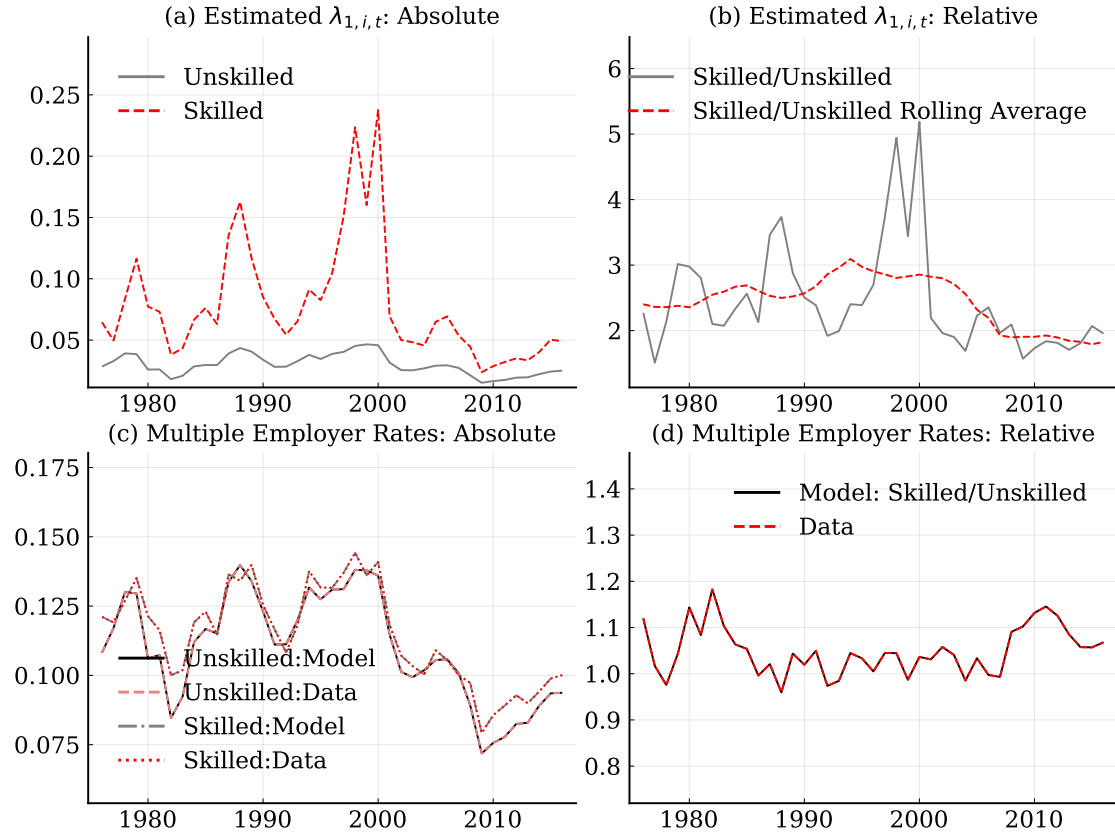 (a) Estimated λ1,i,t: Absolute
Unskilled
Skilled
0.25
0.20
0.15
0.10
0.05
1980 1990 2000 2010
(b) Estimated λ1,i,t: Relative
Skilled/Unskilled
Skilled/Unskilled Rolling Average
6
5
4
3
2
1980 1990 2000 2010
(c) Multiple Employer Rates: Absolute
0.175
0.150
0.125
0.100
0.075
Unskilled:Model
Unskilled:Data
Skilled:Model
Skilled:Data
1980 1990 2000 2010
(d) Multiple Employer Rates: Relative
Model: Skilled/Unskilled
Data
1.4
1.3
1.2
1.1
1.0
0.9
0.8
1980 1990 2000 2010